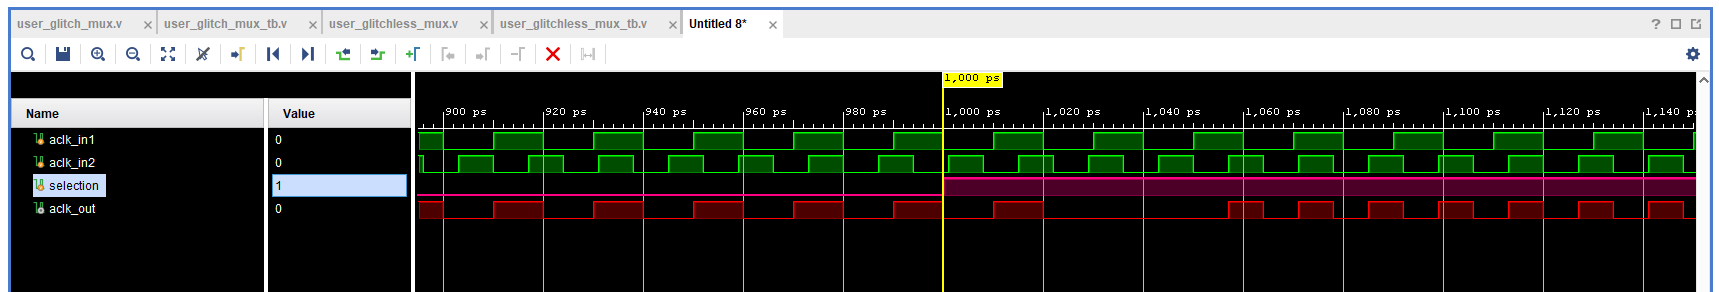 user_glitch_mux.v × user_glitch_mux_tb.v × user_glitchless_mux.v × user_glitchless_mux_tb.v × Untitled 8* × ?
1,000 ps
Name Value 900 ps 920 ps 940 ps 960 ps 980 ps 1,000 ps 1,020 ps 1,040 ps 1,060 ps 1,080 ps 1,100 ps 1,120 ps 1,140 ps
aclk_in1 0
aclk_in2 0
selection 1
aclk_out 0